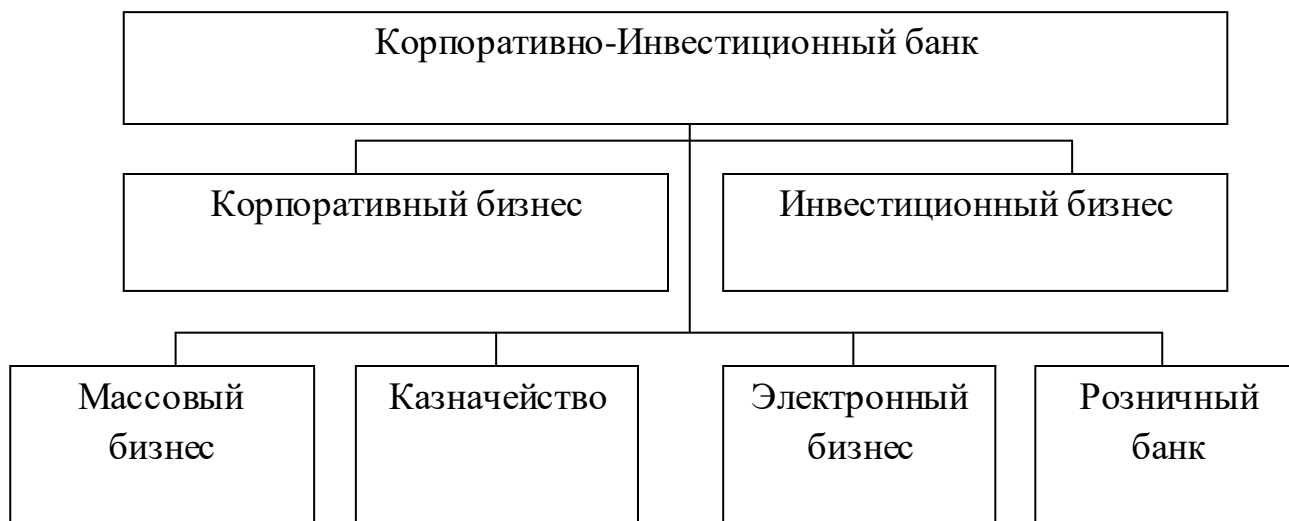 Корпоративно-Инвестиционный банк
Корпоративный бизнес
Инвестиционный бизнес
Массовый
бизнес
Казначейство
Электронный
бизнес
Розничный
банк